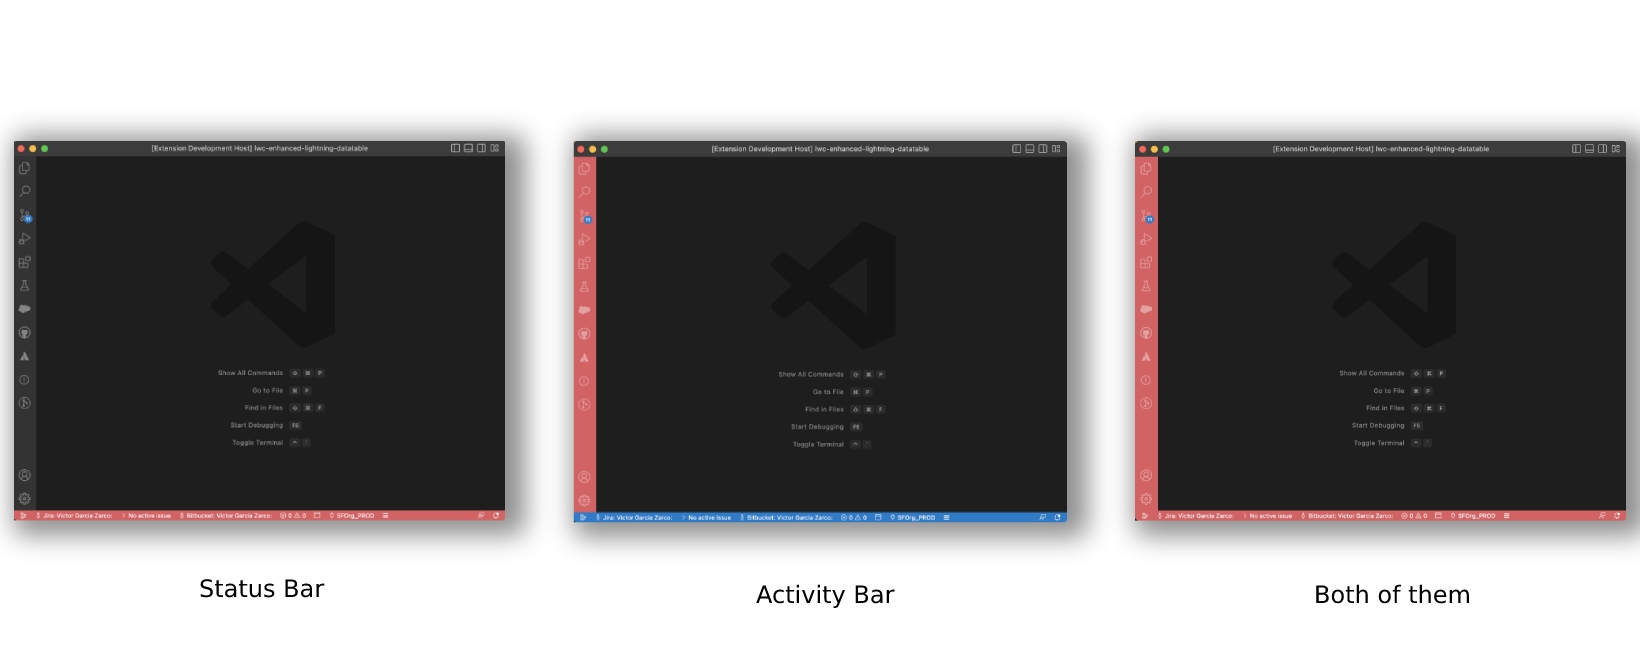 [Extension Development Host] lwc-enhanced-lightning-datatable
Show All Commands ⇧ ⌘ P
Go to File ⌘ P
Find in Files ⇧ ⌘ F
Start Debugging F5
Toggle Terminal ^ `
Jira: Victor Garcia Zarco: No active issue Bitbucket: Victor Garcia Zarco: 0 0 SFOrg_PROD
Status Bar
[Extension Development Host] lwc-enhanced-lightning-datatable
Show All Commands ⇧ ⌘ P
Go to File ⌘ P
Find in Files ⇧ ⌘ F
Start Debugging F5
Toggle Terminal ^ `
Jira: Victor Garcia Zarco: No active issue Bitbucket: Victor Garcia Zarco: 0 0 SFOrg_PROD
Activity Bar
[Extension Development Host] lwc-enhanced-lightning-datatable
Show All Commands ⇧ ⌘ P
Go to File ⌘ P
Find in Files ⇧ ⌘ F
Start Debugging F5
Toggle Terminal ^ `
Jira: Victor Garcia Zarco: No active issue Bitbucket: Victor Garcia Zarco: 0 0 SFOrg_PROD
Both of them